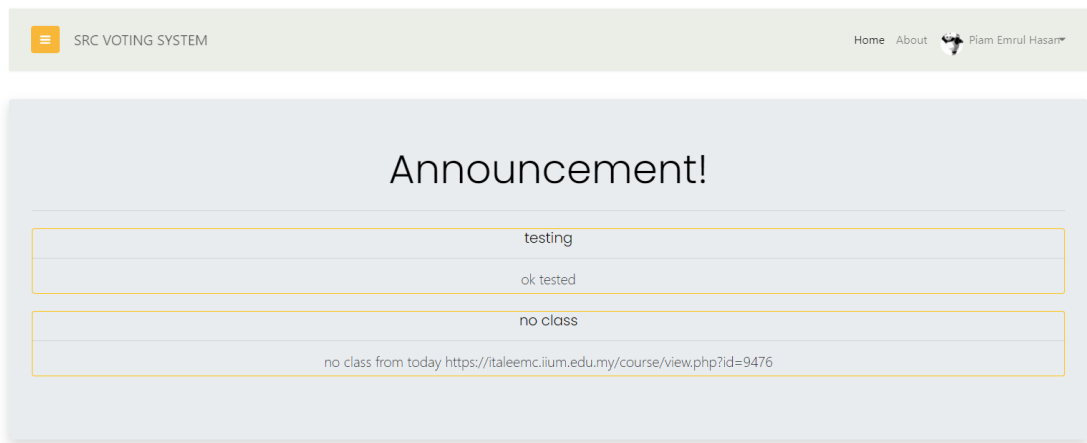 SRC VOTING SYSTEM
Home About Piam Emrul Hasan
Announcement!
testing
ok tested
no class
no class from today https://italeemc.iium.edu.my/course/view.php?id=9476